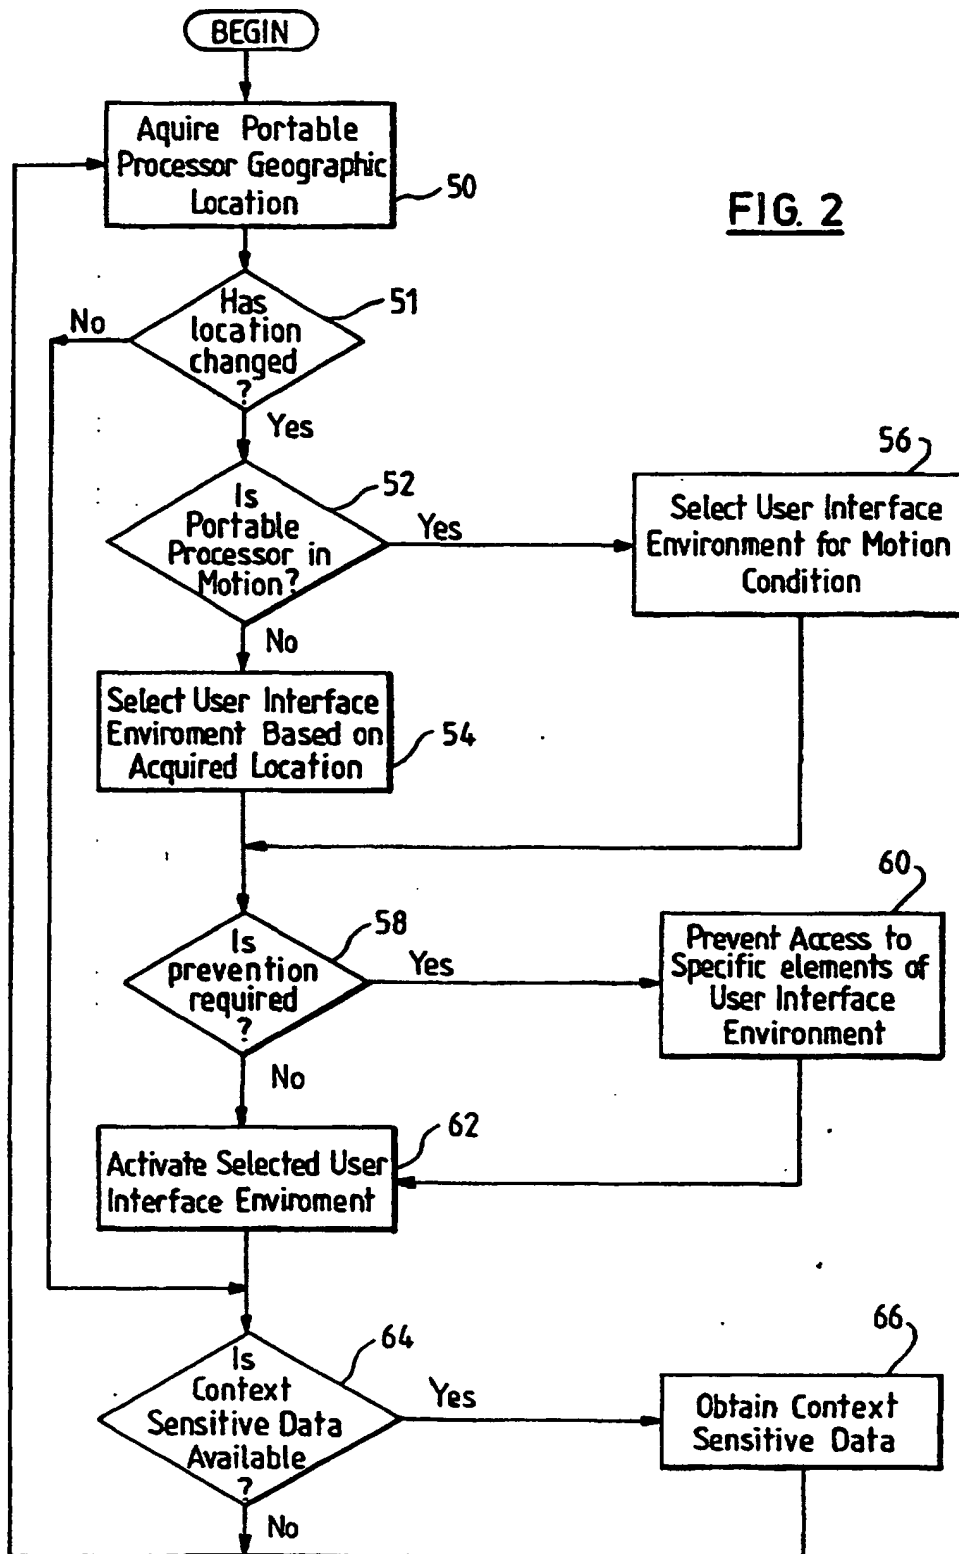 BEGIN
Aquire Portable
Processor Geographic
Location
50
FIG. 2
Has
location
changed
?
51
No
Yes
Is
Portable
Processor in
Motion?
52
Yes
56
Select User Interface
Environment for Motion
Condition
No
Select User Interface
Enviroment Based on
Acquired Location
54
Is
prevention
required
?
58
Yes
60
Prevent Access to
Specific elements of
User Interface
Environment
No
62
Activate Selected User
Interface Enviroment
Is
Context
Sensitive Data
Available
?
64
Yes
66
Obtain Context
Sensitive Data
No